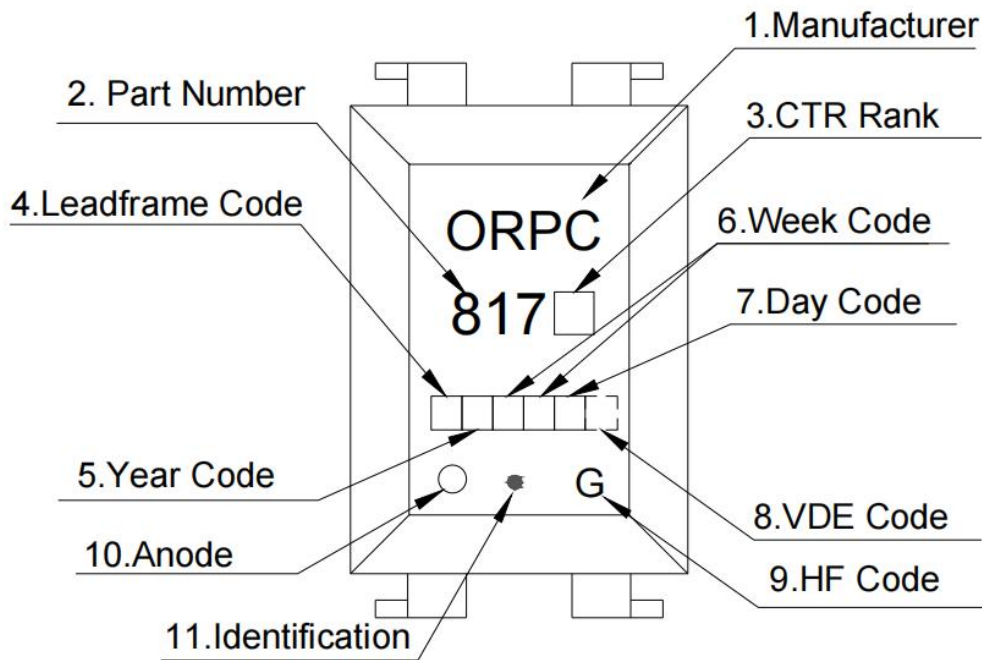 1.Manufacturer
2. Part Number
3.CTR Rank
4.Leadframe Code
ORPC
6.Week Code
817
7.Day Code
5.Year Code
G
8.VDE Code
10.Anode
9.HF Code
11.Identification